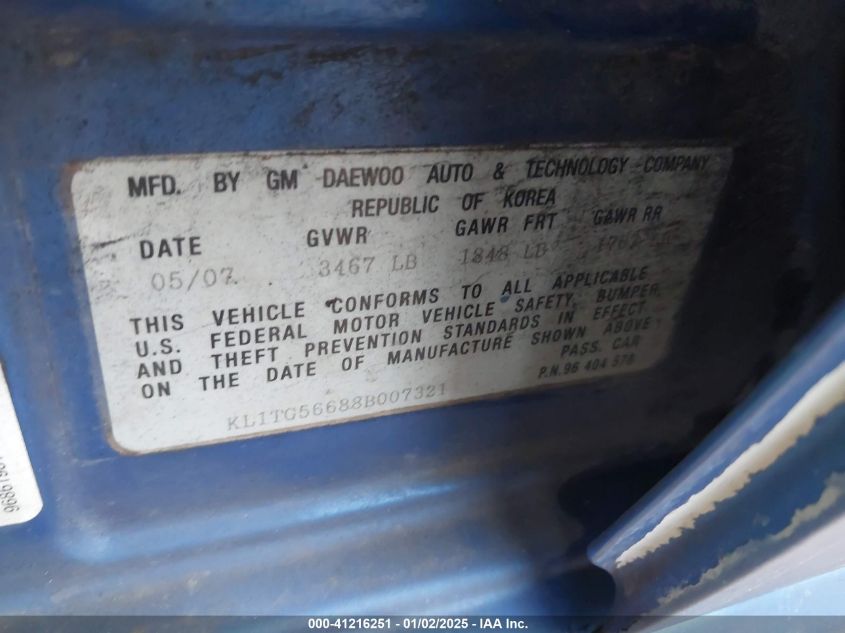 MFD. BY GM DAEWOO AUTO & TECHNOLOGY COMPANY
REPUBLIC OF KOREA
DATE GVWR GAWR FRT GAWR RR
05/07 3467 LB 1848 LB
THIS VEHICLE CONFORMS TO ALL APPLICABLE
U.S. FEDERAL MOTOR VEHICLE SAFETY, BUMPER,
AND THEFT PREVENTION STANDARDS IN EFFECT
ON THE DATE OF MANUFACTURE SHOWN ABOVE
PASS. CAR
P.N.96 404 576
KL1TG56688B007321
000-41216251 | 01/02/2025 | © IAA Inc.